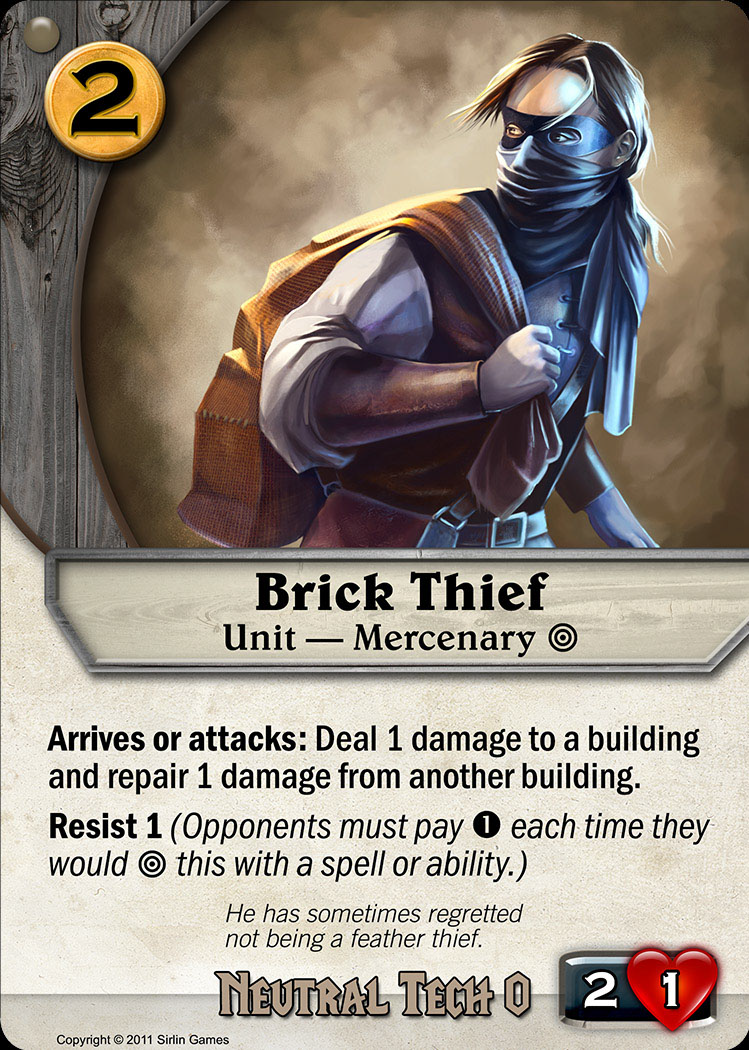 2
Brick Thief
Unit — Mercenary ◎
Arrives or attacks: Deal 1 damage to a building
and repair 1 damage from another building.
Resist 1 (Opponents must pay ❶ each time they
would ◎ this with a spell or ability.)
He has sometimes regretted
not being a feather thief.
Neutral Tech 0
2 1
Copyright © 2011 Sirlin Games